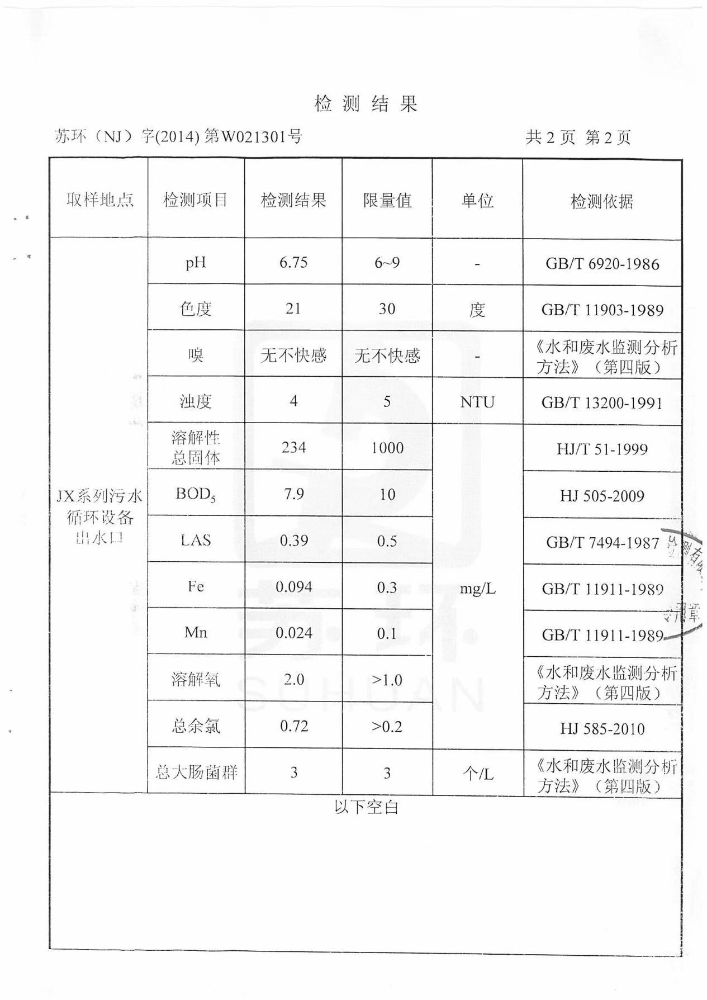 检测结果
苏环（NJ）字(2014) 第W021301号 共 2 页 第 2 页
取样地点 检测项目 检测结果 限量值 单位 检测依据
pH 6.75 6~9 - GB/T 6920-1986
色度 21 30 度 GB/T 11903-1989
嗅 无不快感 无不快感 - 《水和废水监测分析
方法》（第四版）
浊度 4 5 NTU GB/T 13200-1991
溶解性
总固体 234 1000 HJ/T 51-1999
JX系列污水
循环设备
出水口
BOD5 7.9 10 HJ 505-2009
LAS 0.39 0.5 GB/T 7494-1987
Fe 0.094 0.3 mg/L GB/T 11911-1989
Mn 0.024 0.1 GB/T 11911-1989
溶解氧 2.0 >1.0 《水和废水监测分析
方法》（第四版）
总余氯 0.72 >0.2 HJ 585-2010
总大肠菌群 3 3 个/L 《水和废水监测分析
方法》（第四版）
以下空白
苏环
SUHUAN
测有
用章